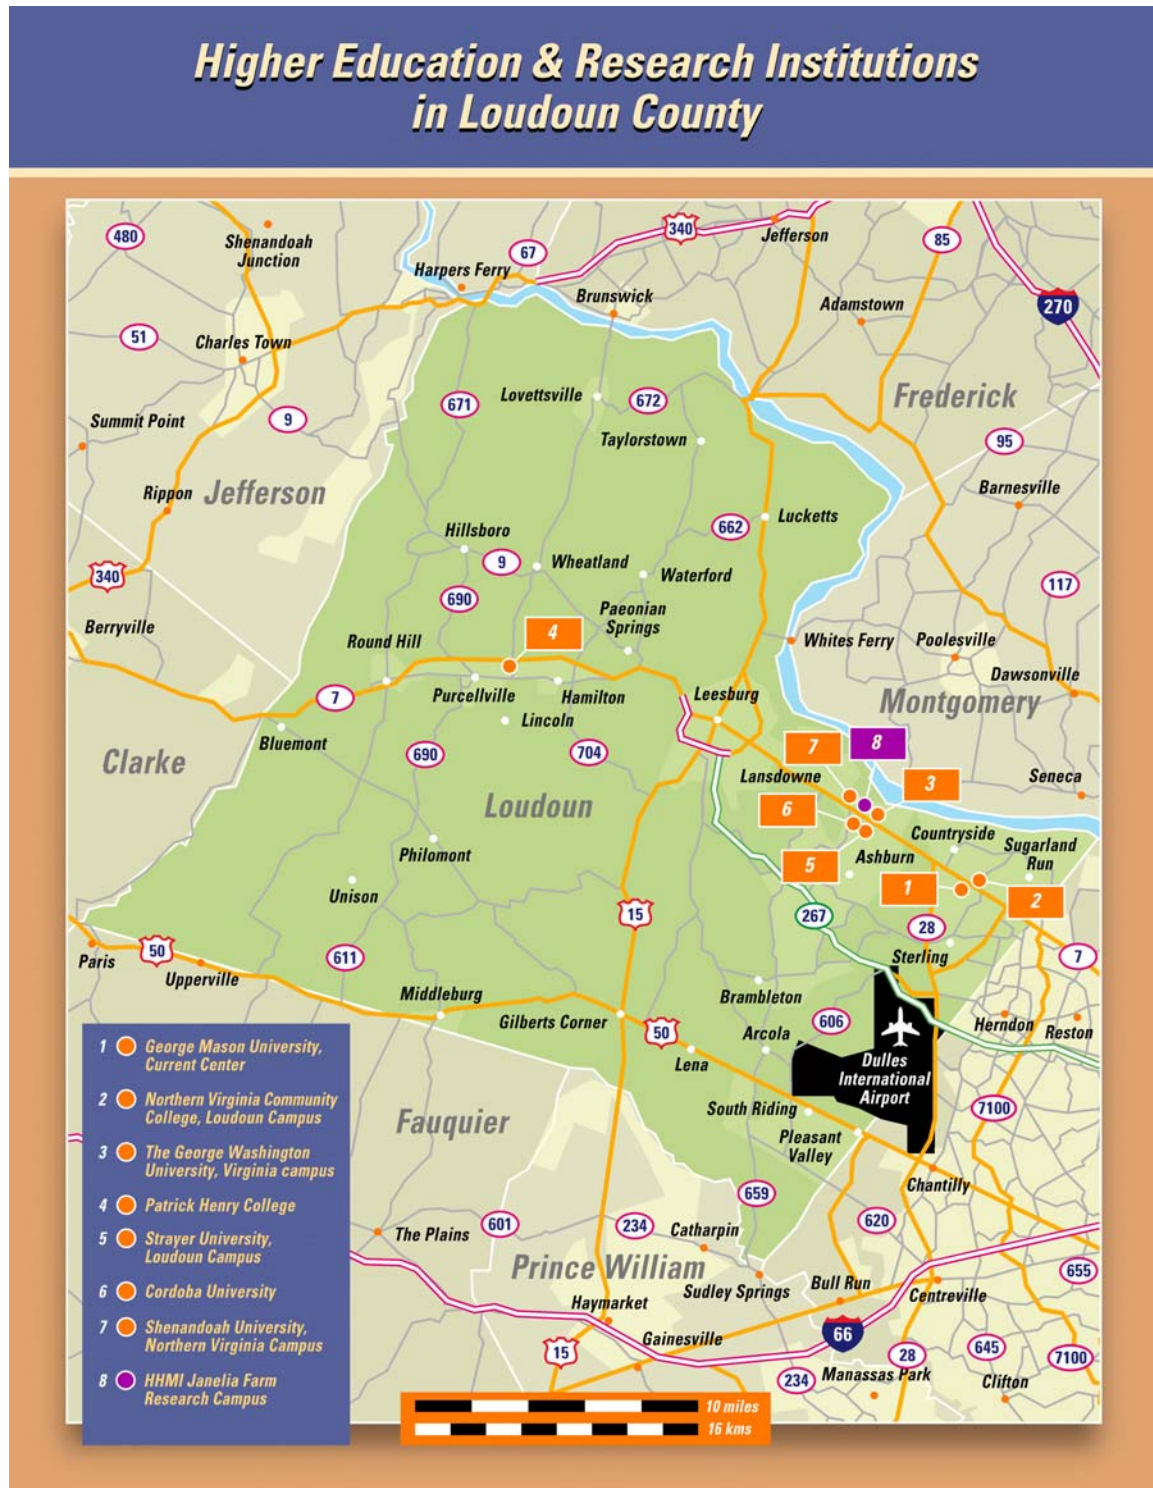 Higher Education & Research Institutions
in Loudoun County
480
Shenandoah
Junction
67
340
Jefferson
85
Harpers Ferry
Brunswick
Adamstown
270
51
Charles Town
Lovettsville
671
672
Frederick
9
Summit Point
Taylorstown
95
Rippon
Jefferson
Barnesville
Lucketts
662
Hillsboro
9
Wheatland
Waterford
340
690
117
Paeonian
Springs
Berryville
4
Round Hill
Whites Ferry
Poolesville
Dawsonville
7
Purcellville
Hamilton
Leesburg
Montgomery
Lincoln
Bluemont
690
704
7
8
Clarke
Lansdowne
3
Seneca
Loudoun
6
Countryside
Sugarland
Run
Philomont
5
Ashburn
1
2
Unison
15
267
28
Paris
50
Upperville
611
Sterling
7
Middleburg
Brambleton
Gilberts Corner
50
Arcola
606
Herndon
Reston
Lena
Dulles
International
Airport
Fauquier
South Riding
7100
Pleasant
Valley
Chantilly
659
The Plains
601
234
Catharpin
620
Prince William
Sudley Springs
Bull Run
Centreville
655
Haymarket
Gainesville
66
15
28
645
7100
234
Manassas Park
Clifton
1 George Mason University,
Current Center
2 Northern Virginia Community
College, Loudoun Campus
3 The George Washington
University, Virginia campus
4 Patrick Henry College
5 Strayer University,
Loudoun Campus
6 Cordoba University
7 Shenandoah University,
Northern Virginia Campus
8 HHMI Janelia Farm
Research Campus
10 miles
16 kms